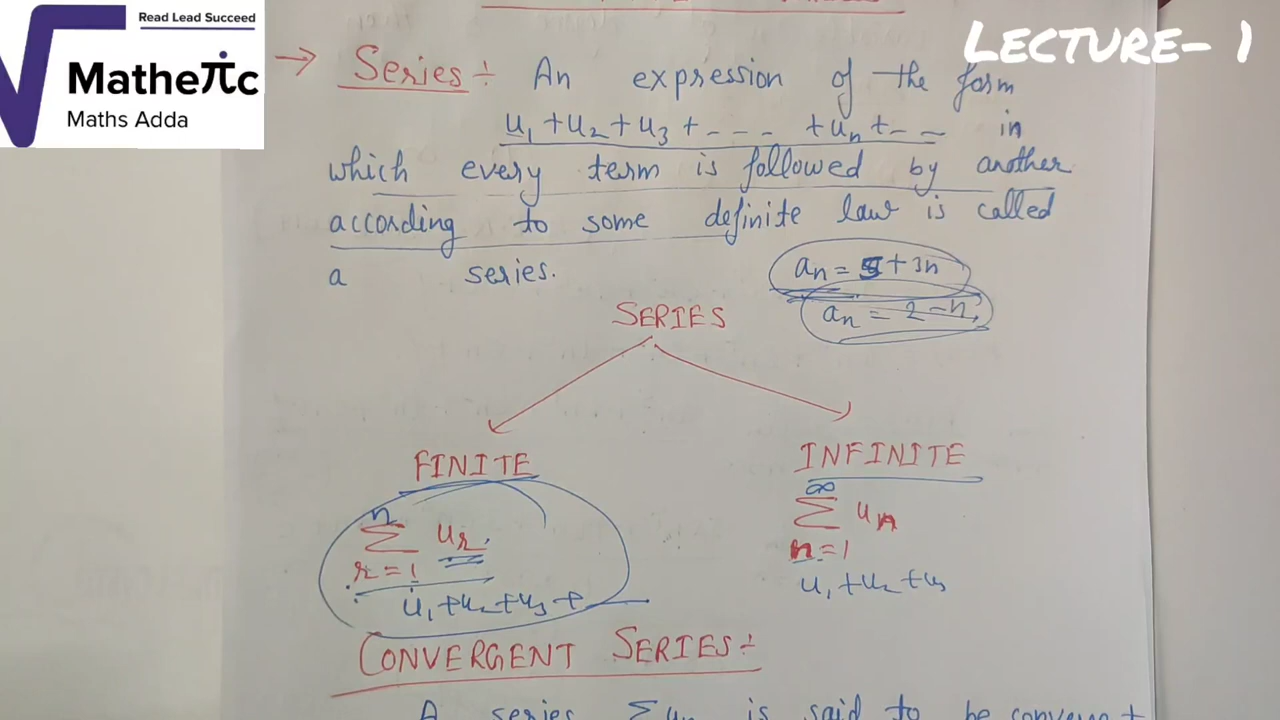 Read Lead Succeed
Matheπc
Maths Adda
LECTURE- 1
→ Series ÷ An expression of the form
u₁ + u₂ + u₃ + - - - - + uₙ + - - in
which every term is followed by another
according to some definite law is called
a series.
aₙ = 5 + 3n
aₙ = 2 - n,
SERIES
FINITE
INFINITE
n
∑ uᵣ
r = 1
u₁ + u₂ + u₃ +
∞
∑ uₙ
n = 1
u₁ + u₂ + u₃
CONVERGENT SERIES ÷
A series ∑ uₙ is said to be convergent